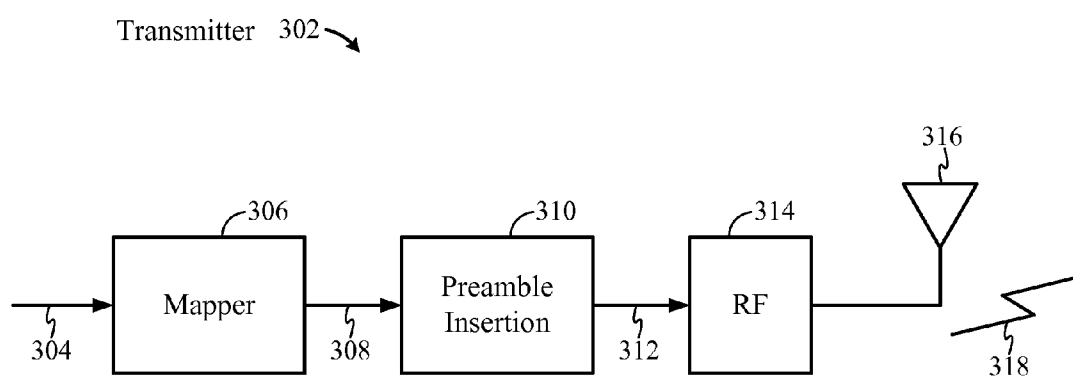 Transmitter 302
316
306
310
314
Mapper
Preamble
Insertion
RF
304
308
312
318